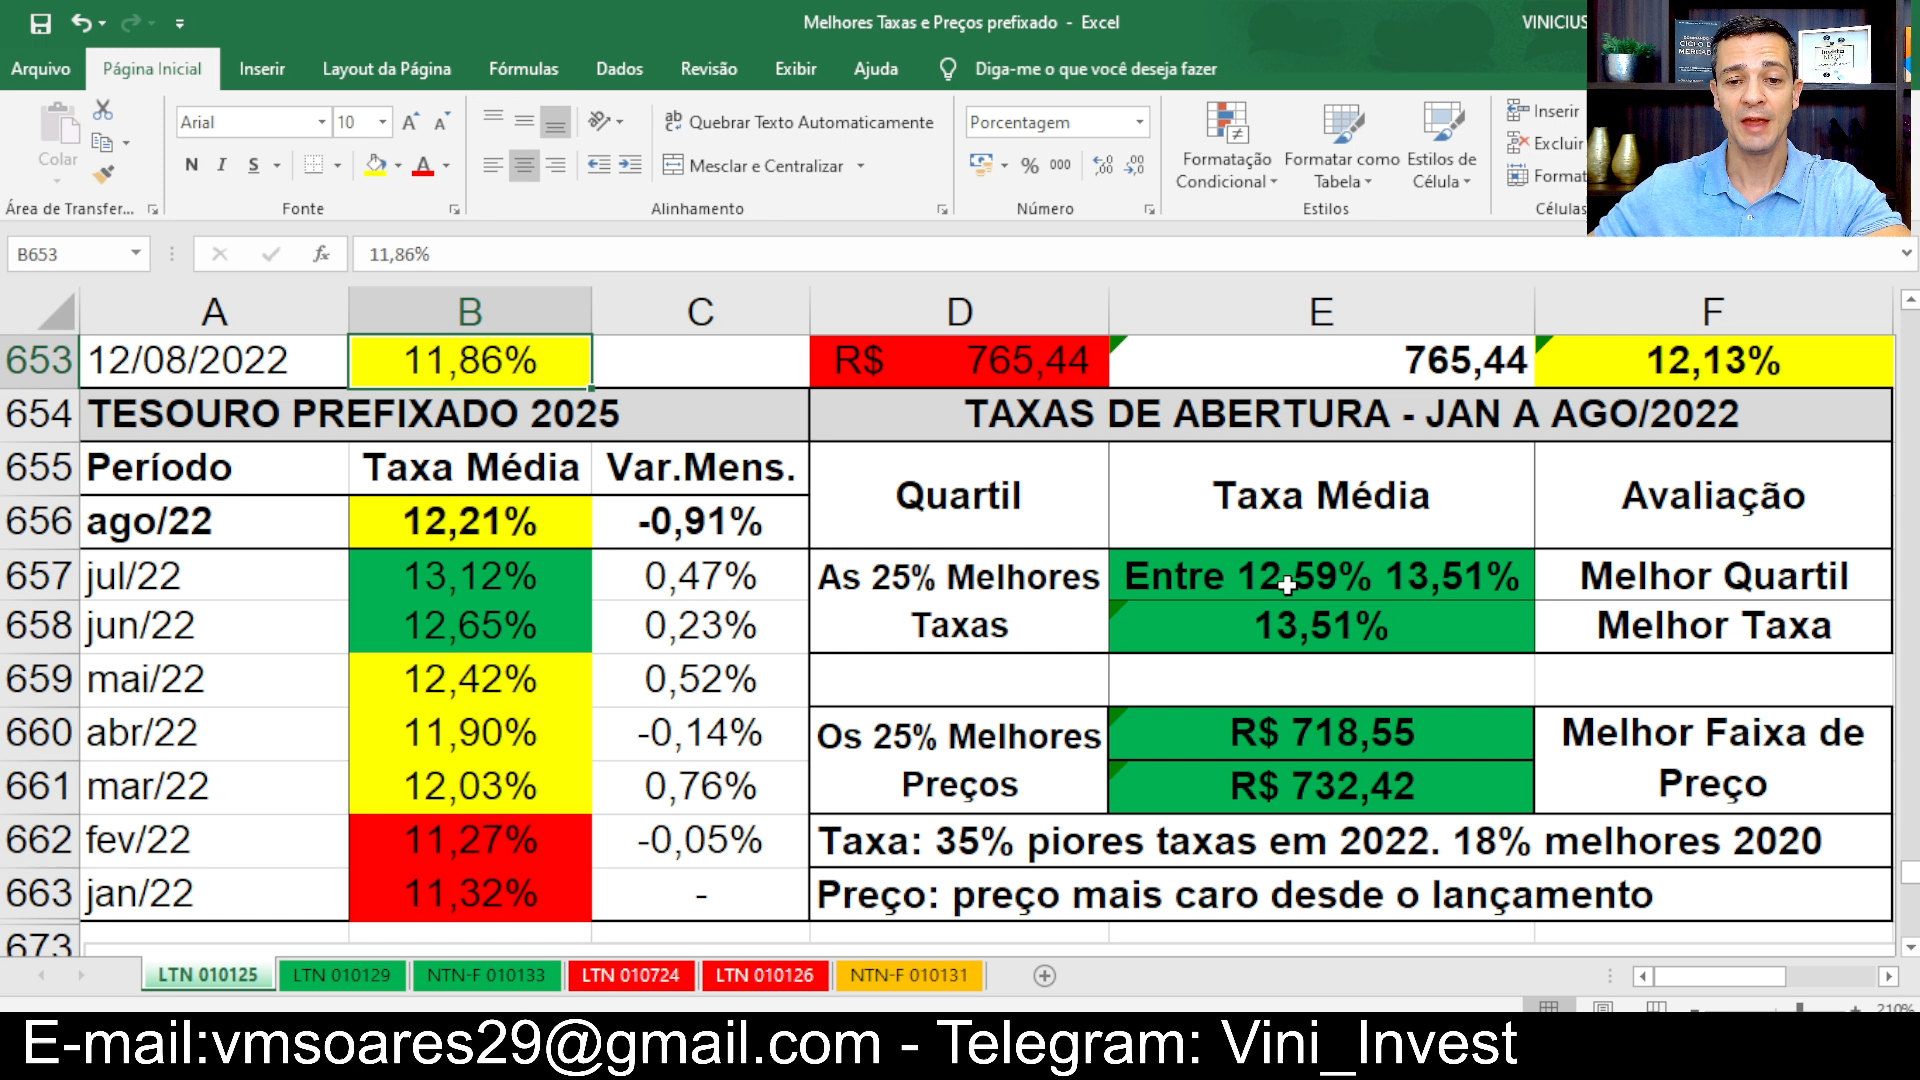 Melhores Taxas e Preços prefixado - Excel
VINICIUS
Arquivo Página Inicial Inserir Layout da Página Fórmulas Dados Revisão Exibir Ajuda Diga-me o que você deseja fazer
Colar
Arial 10
N I S
Quebrar Texto Automaticamente
Mesclar e Centralizar
Porcentagem
% 000
Formatação Condicional
Formatar como Tabela
Estilos de Célula
Inserir
Excluir
Format
Área de Transfer... Fonte Alinhamento Número Estilos Células
B653 fx 11,86%
A B C D E F
653 12/08/2022 11,86% R$ 765,44 765,44 12,13%
654 TESOURO PREFIXADO 2025 TAXAS DE ABERTURA - JAN A AGO/2022
655 Período Taxa Média Var.Mens. Quartil Taxa Média Avaliação
656 ago/22 12,21% -0,91%
657 jul/22 13,12% 0,47% As 25% Melhores Entre 12,59% 13,51% Melhor Quartil
658 jun/22 12,65% 0,23% Taxas 13,51% Melhor Taxa
659 mai/22 12,42% 0,52%
660 abr/22 11,90% -0,14% Os 25% Melhores R$ 718,55 Melhor Faixa de
661 mar/22 12,03% 0,76% Preços R$ 732,42 Preço
662 fev/22 11,27% -0,05% Taxa: 35% piores taxas em 2022. 18% melhores 2020
663 jan/22 11,32% - Preço: preço mais caro desde o lançamento
673
LTN 010125 LTN 010129 NTN-F 010133 LTN 010724 LTN 010126 NTN-F 010131
210%
E-mail:vmsoares29@gmail.com - Telegram: Vini_Invest